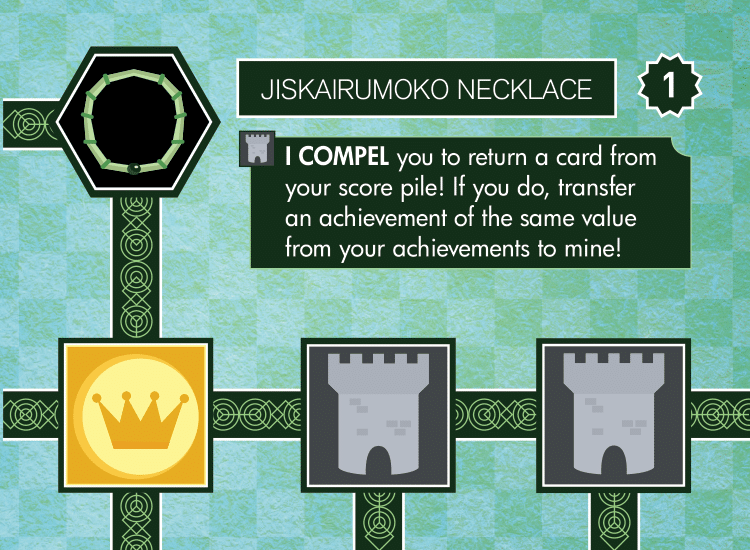 JISKAIRUMOKO NECKLACE
1
I COMPEL you to return a card from
your score pile! If you do, transfer
an achievement of the same value
from your achievements to mine!